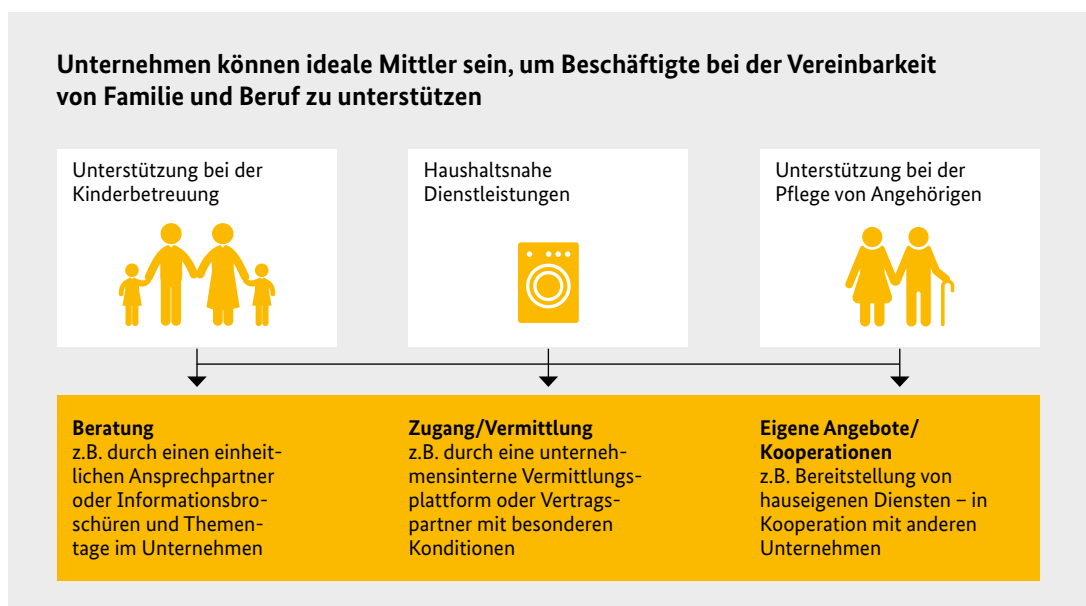 Unternehmen können ideale Mittler sein, um Beschäftigte bei der Vereinbarkeit
von Familie und Beruf zu unterstützen
Unterstützung bei der
Kinderbetreuung
Haushaltsnahe
Dienstleistungen
Unterstützung bei der
Pflege von Angehörigen
Beratung
z.B. durch einen einheit-
lichen Ansprechpartner
oder Informationsbro-
schüren und Themen-
tage im Unternehmen
Zugang/Vermittlung
z.B. durch eine unterneh-
mensinterne Vermittlungs-
plattform oder Vertrags-
partner mit besonderen
Konditionen
Eigene Angebote/
Kooperationen
z.B. Bereitstellung von
hauseigenen Diensten – in
Kooperation mit anderen
Unternehmen